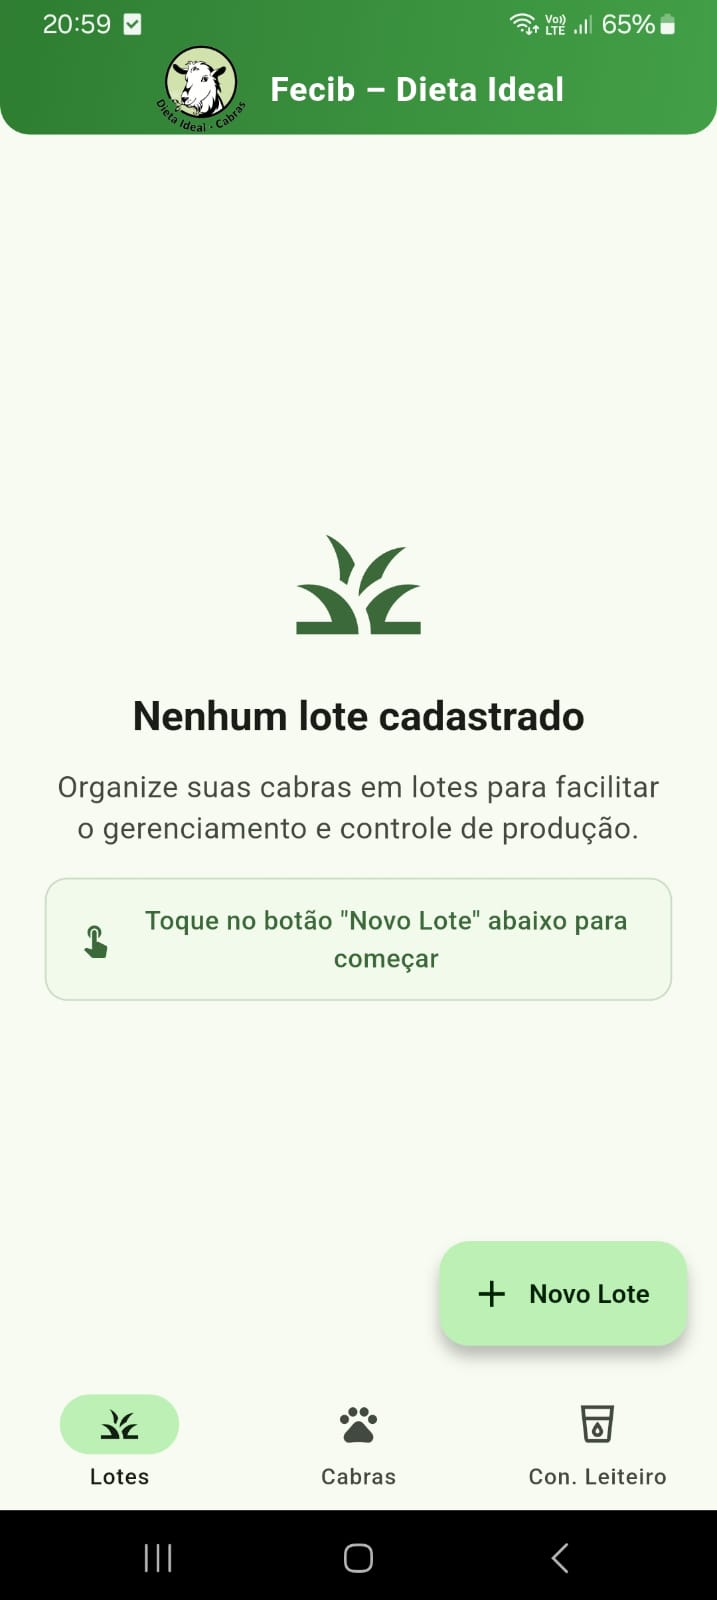 20:59
Vo))
LTE
65%
Dieta Ideal - Cabras
Fecib – Dieta Ideal
Nenhum lote cadastrado
Organize suas cabras em lotes para facilitar
o gerenciamento e controle de produção.
Toque no botão "Novo Lote" abaixo para
começar
+ Novo Lote
Lotes
Cabras
Con. Leiteiro